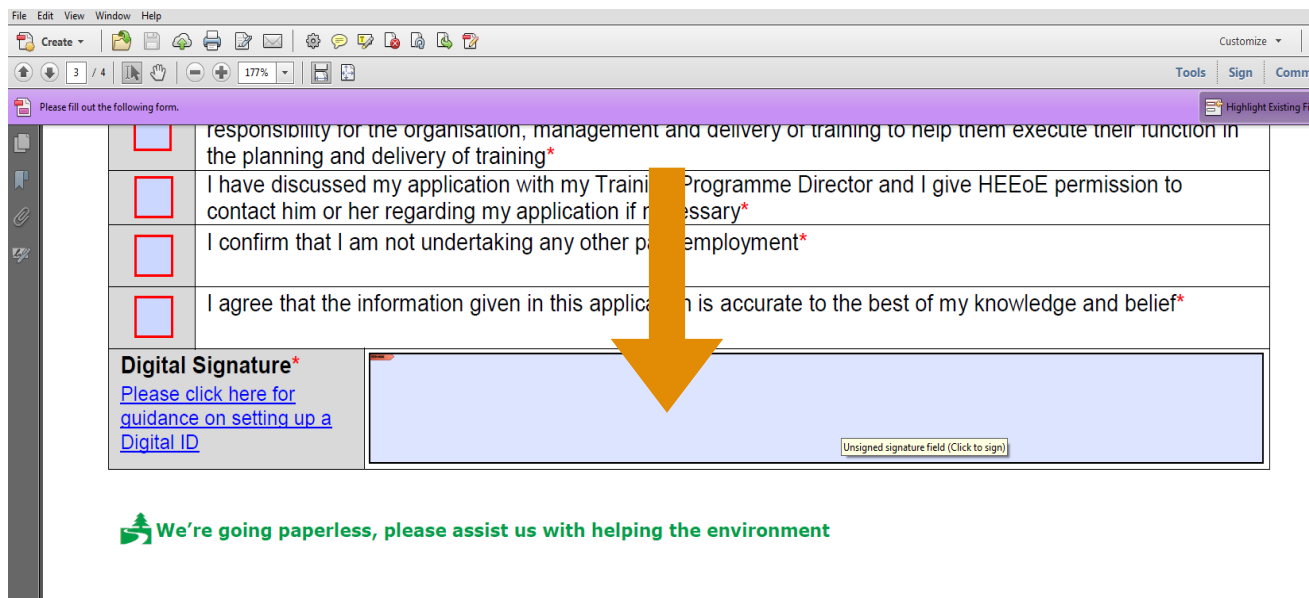 File Edit View Window Help
Create
Customize
3 / 4
177%
Tools Sign Comm
Please fill out the following form.
Highlight Existing Fi
responsibility for the organisation, management and delivery of training to help them execute their function in
the planning and delivery of training*
I have discussed my application with my Training Programme Director and I give HEEoE permission to
contact him or her regarding my application if necessary*
I confirm that I am not undertaking any other paid employment*
I agree that the information given in this application is accurate to the best of my knowledge and belief*
Digital Signature*
Please click here for
guidance on setting up a
Digital ID
Unsigned signature field (Click to sign)
We're going paperless, please assist us with helping the environment